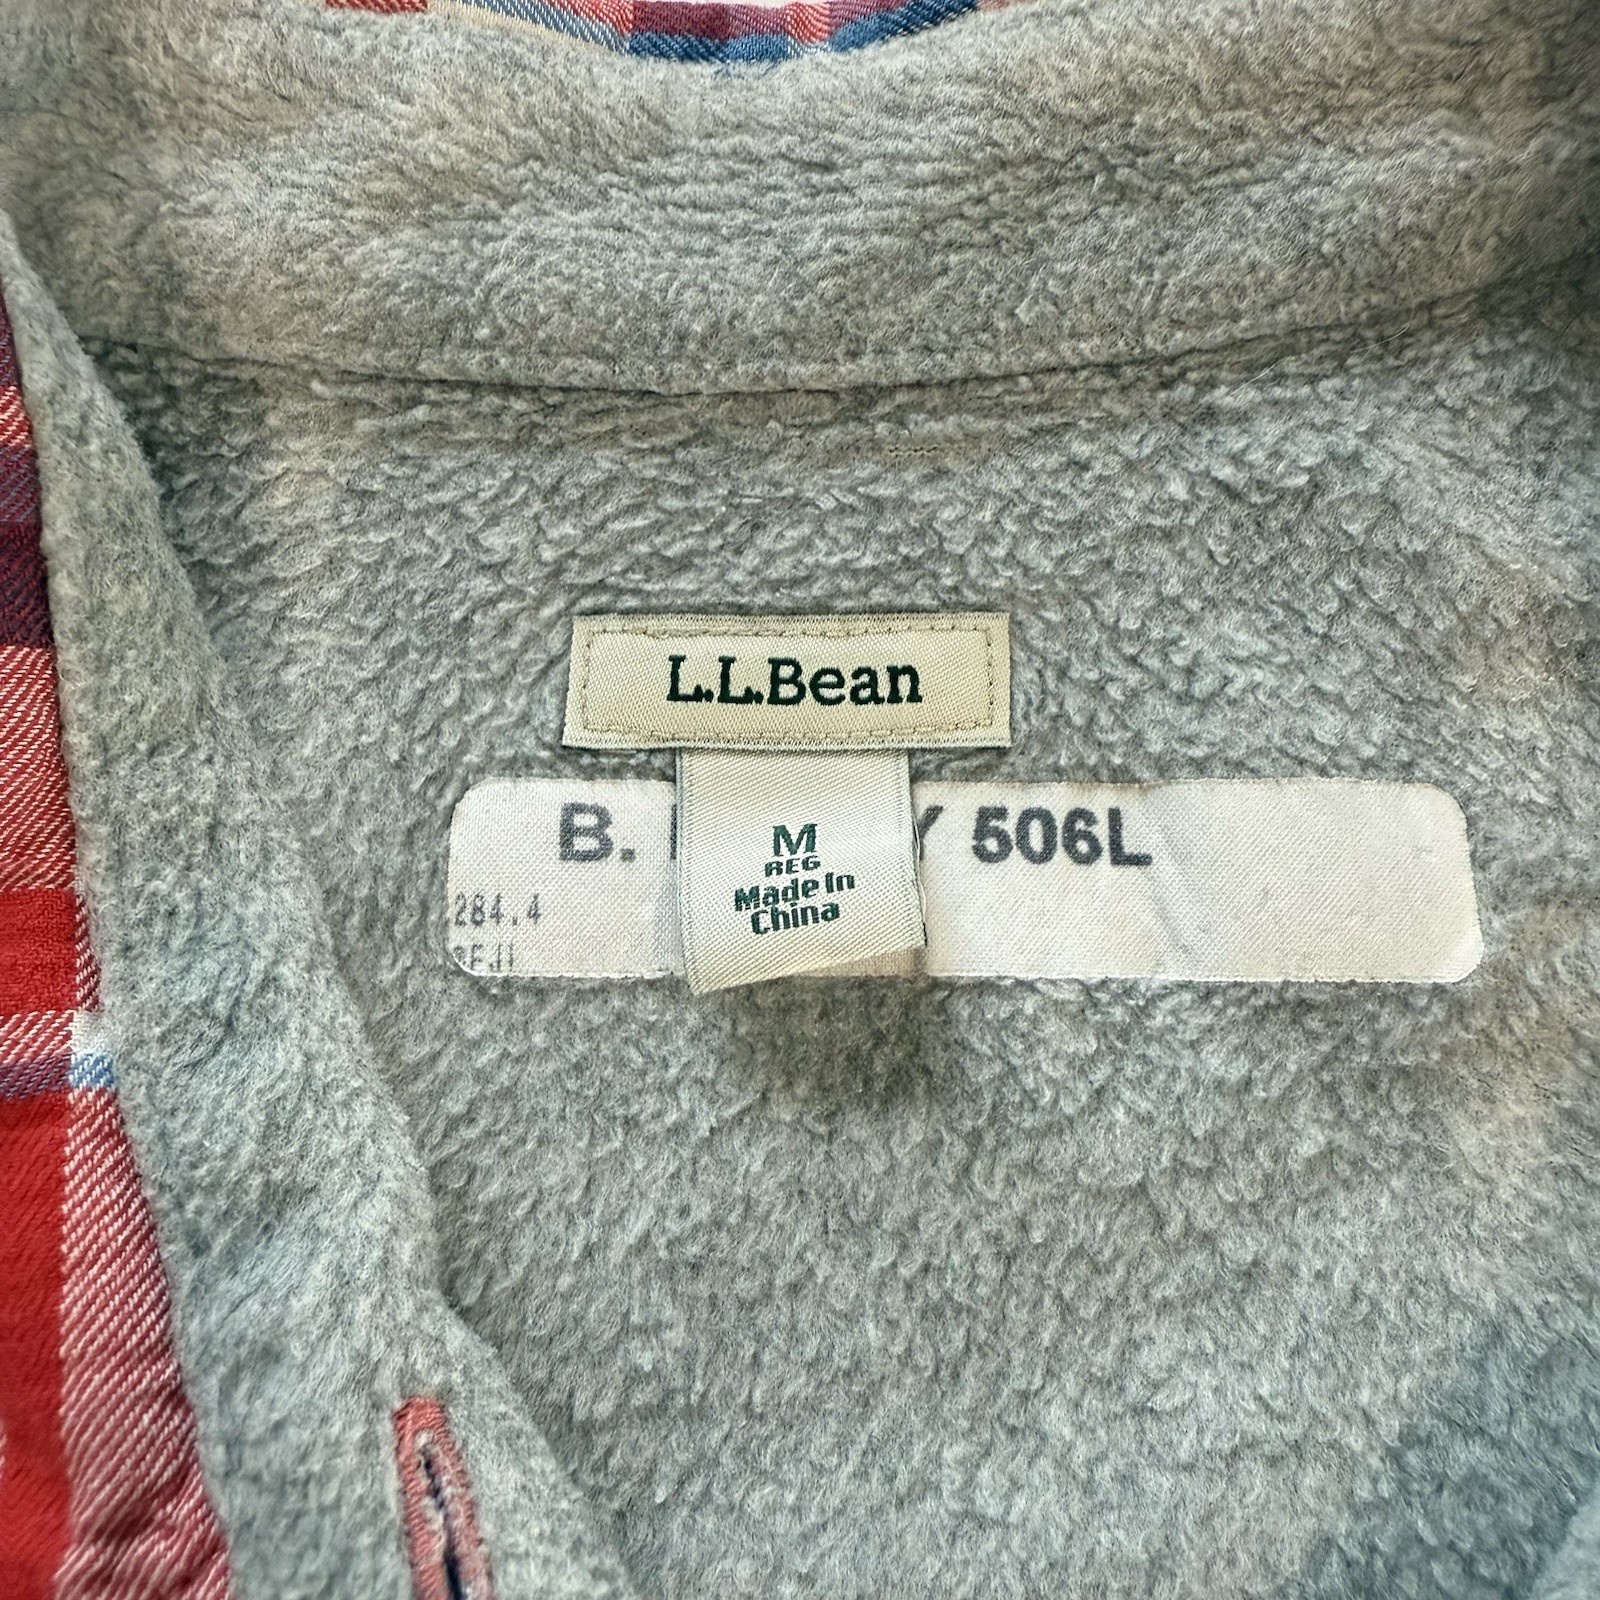 L.L.Bean
B. 506L
M
REG
Made In
China
284.4